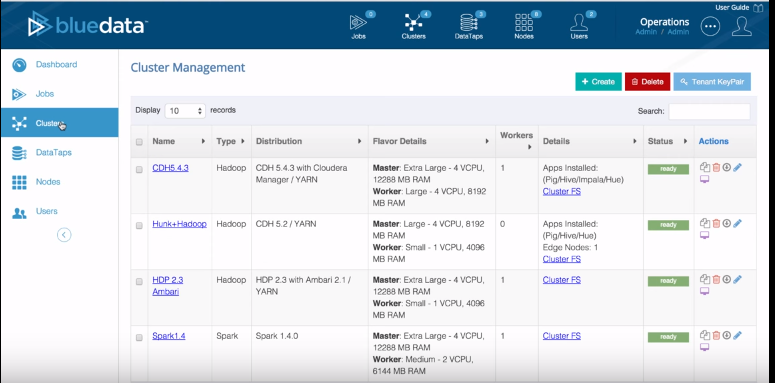 User Guide
bluedata
0
4
3
8
2
Jobs
Clusters
DataTaps
Nodes
Users
Operations
Admin / Admin
Dashboard
Jobs
Clusters
DataTaps
Nodes
Users
Cluster Management
+ Create
Delete
Tenant KeyPair
Display 10 records
Search:
Name Type Distribution Flavor Details Workers Details Status Actions
CDH5.4.3 Hadoop CDH 5.4.3 with Cloudera Master: Extra Large - 4 VCPU, 1 Apps Installed: ready
Manager / YARN 12288 MB RAM (Pig/Hive/Impala/Hue)
Worker: Large - 4 VCPU, 8192 Cluster FS
MB RAM
Hunk+Hadoop Hadoop CDH 5.2 / YARN Master: Large - 4 VCPU, 8192 0 Apps Installed: ready
MB RAM (Pig/Hive/Hue)
Worker: Small - 1 VCPU, 4096 Edge Nodes: 1
MB RAM Cluster FS
HDP 2.3 Hadoop HDP 2.3 with Ambari 2.1 / Master: Extra Large - 4 VCPU, 1 Cluster FS ready
Ambari YARN 12288 MB RAM
Worker: Small - 1 VCPU, 4096
MB RAM
Spark1.4 Spark Spark 1.4.0 Master: Extra Large - 4 VCPU, 1 Cluster FS ready
12288 MB RAM
Worker: Medium - 2 VCPU,
6144 MB RAM